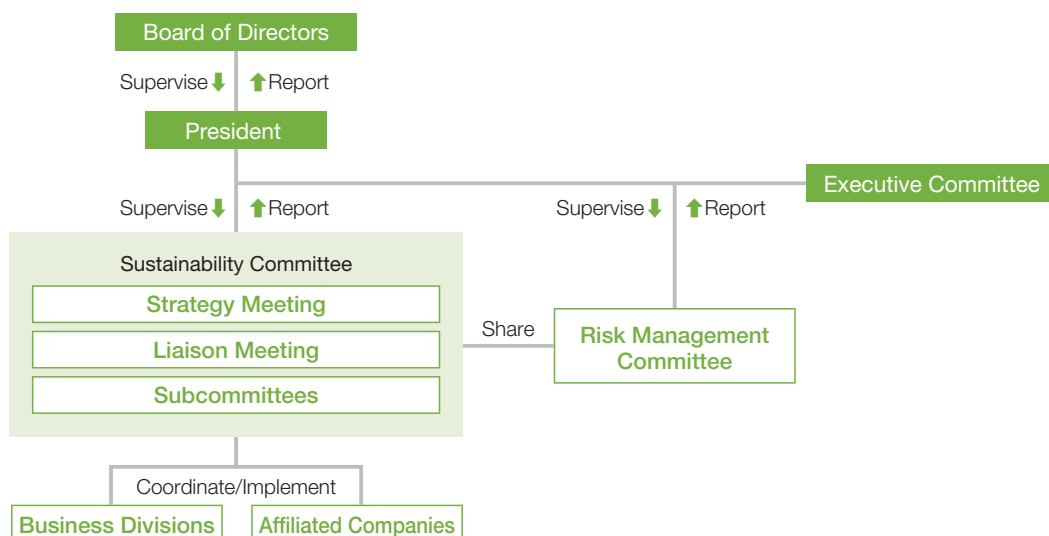 Board of Directors
Supervise Report
President
Executive Committee
Supervise Report
Supervise Report
Sustainability Committee
Strategy Meeting
Liaison Meeting
Subcommittees
Share
Risk Management
Committee
Coordinate/Implement
Business Divisions
Affiliated Companies